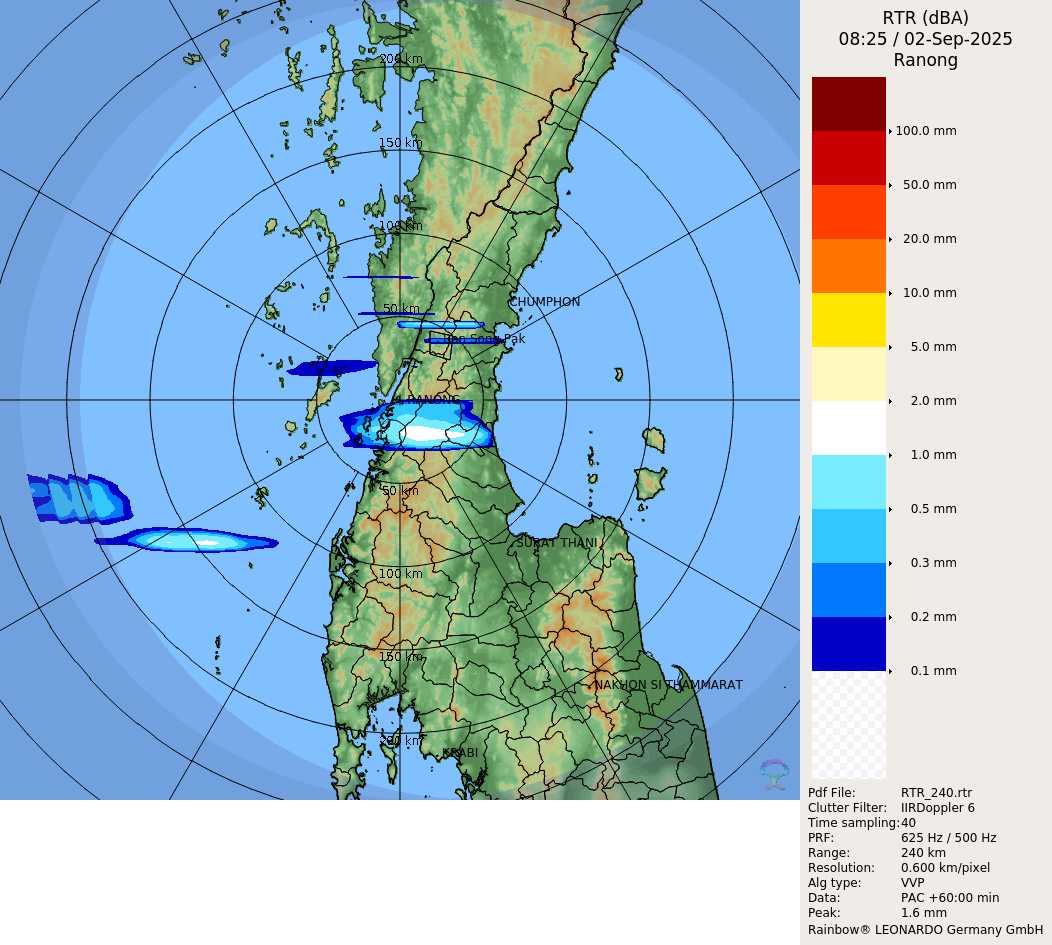 RTR (dBA)
08:25 / 02-Sep-2025
Ranong
100.0 mm
50.0 mm
20.0 mm
10.0 mm
5.0 mm
2.0 mm
1.0 mm
0.5 mm
0.3 mm
0.2 mm
0.1 mm
200 km
150 km
100 km
CHUMPHON
50 km
RANONG
50 km
SURAT THANI
100 km
150 km
NAKHON SI THAMMARAT
200 km
KRABI
Pdf File: RTR_240.rtr
Clutter Filter: IIRDoppler 6
Time sampling:40
PRF: 625 Hz / 500 Hz
Range: 240 km
Resolution: 0.600 km/pixel
Alg type: VVP
Data: PAC +60:00 min
Peak: 1.6 mm
Rainbow® LEONARDO Germany GmbH